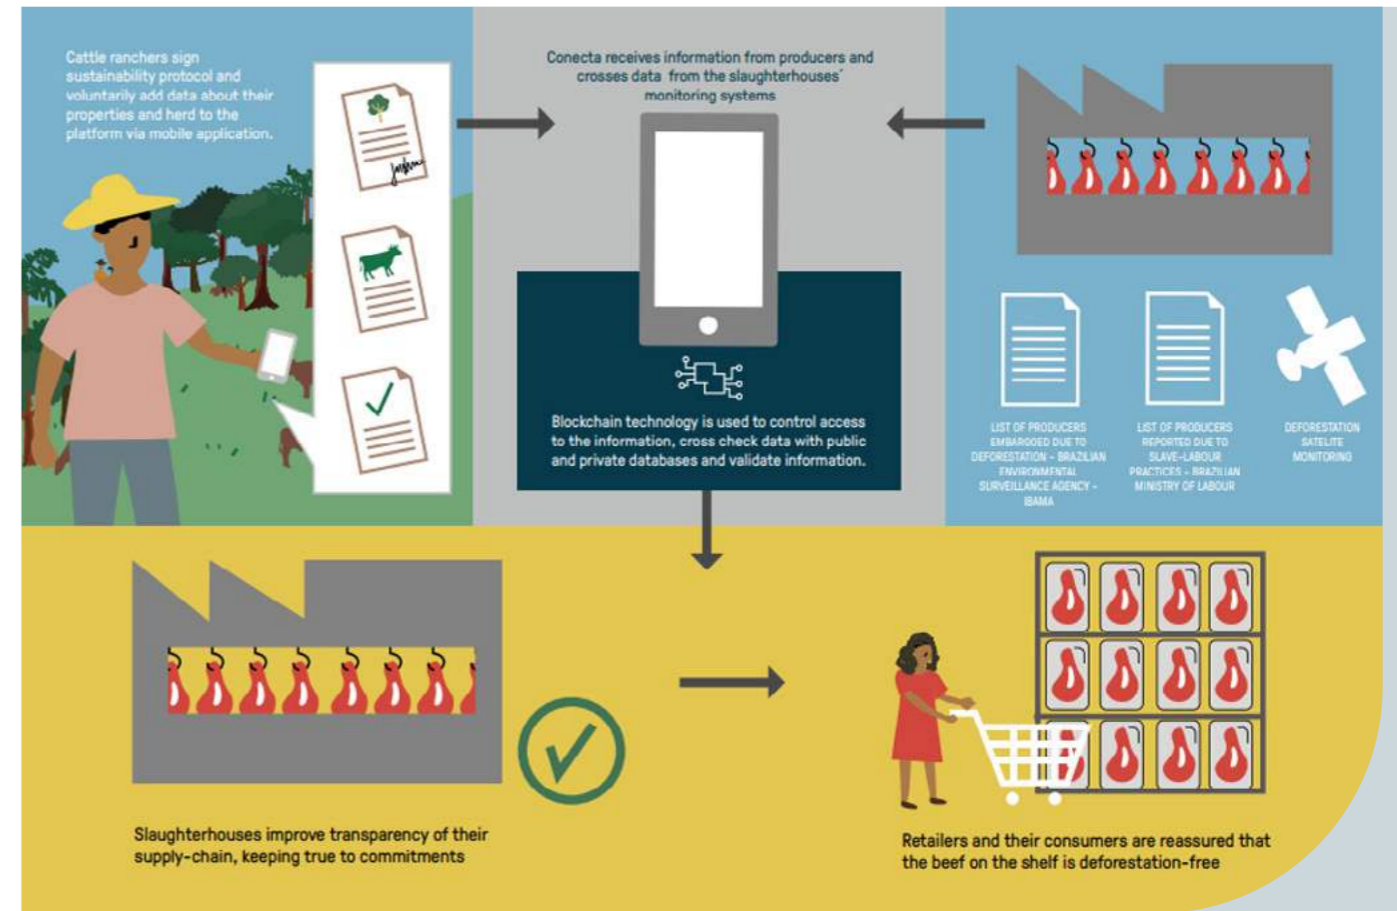 Cattle ranchers sign
sustainability protocol and
voluntarily add data about their
properties and herd to the
platform via mobile application.
Conecta receives information from producers and
crosses data from the slaughterhouses´
monitoring systems
Blockchain technology is used to control access
to the information, cross check data with public
and private databases and validate information.
LIST OF PRODUCERS
EMBARGOED DUE TO
DEFORESTATION - BRAZILIAN
ENVIRONMENTAL
SURVEILLANCE AGENCY -
IBAMA
LIST OF PRODUCERS
REPORTED DUE TO
SLAVE-LABOUR
PRACTICES - BRAZILIAN
MINISTRY OF LABOUR
DEFORESTATION
SATELITE
MONITORING
Slaughterhouses improve transparency of their
supply-chain, keeping true to commitments
Retailers and their consumers are reassured that
the beef on the shelf is deforestation-free